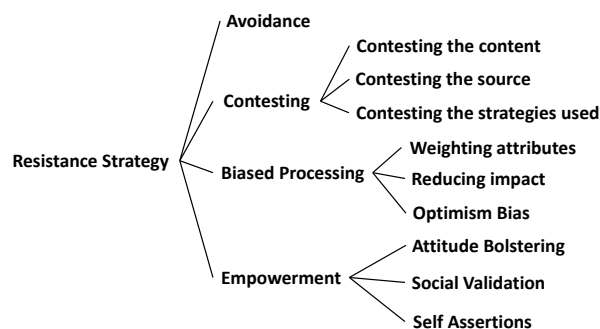 Resistance Strategy
Avoidance
Contesting
Contesting the content
Contesting the source
Contesting the strategies used
Biased Processing
Weighting attributes
Reducing impact
Optimism Bias
Empowerment
Attitude Bolstering
Social Validation
Self Assertions